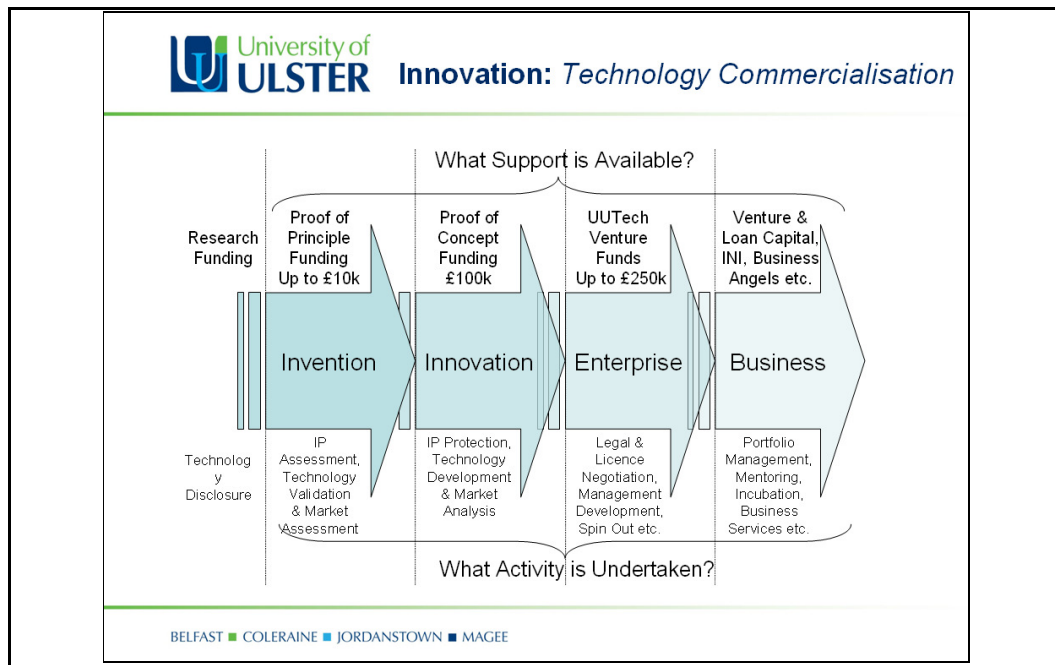 University of
ULSTER
Innovation: Technology Commercialisation
What Support is Available?
Research
Funding
Proof of
Principle
Funding
Up to £10k
Proof of
Concept
Funding
£100k
UUTech
Venture
Funds
Up to £250k
Venture &
Loan Capital,
INI, Business
Angels etc.
Invention
Innovation
Enterprise
Business
Technolog
y
Disclosure
IP
Assessment,
Technology
Validation
& Market
Assessment
IP Protection,
Technology
Development
& Market
Analysis
Legal &
Licence
Negotiation,
Management
Development,
Spin Out etc.
Portfolio
Management,
Mentoring,
Incubation,
Business
Services etc.
What Activity is Undertaken?
BELFAST ■ COLERAINE ■ JORDANSTOWN ■ MAGEE